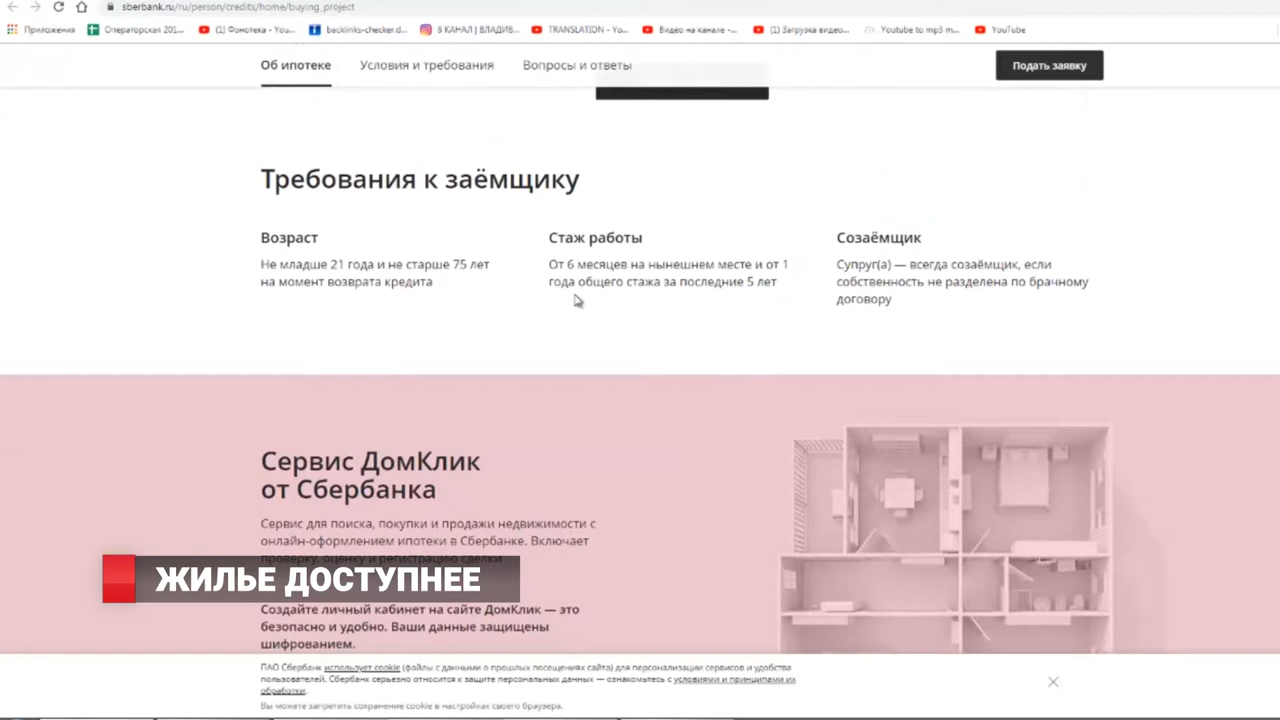 sberbank.ru/ru/person/credits/home/buying_project
Приложения Операторская 201... (1) Фонотека - You... backlinks-checker.d... 8 КАНАЛ | ВЛАДИВ... TRANSLATION - Yo... Видео на канале -... (1) Загрузка видео... Youtube to mp3 m... YouTube
Об ипотеке Условия и требования Вопросы и ответы Подать заявку
Требования к заёмщику
Возраст
Не младше 21 года и не старше 75 лет
на момент возврата кредита
Стаж работы
От 6 месяцев на нынешнем месте и от 1
года общего стажа за последние 5 лет
Созаёмщик
Супруг(а) — всегда созаёмщик, если
собственность не разделена по брачному
договору
Сервис ДомКлик
от Сбербанка
Сервис для поиска, покупки и продажи недвижимости с
онлайн-оформлением ипотеки в Сбербанке. Включает
проверку, оценку и регистрацию сделки
ЖИЛЬЕ ДОСТУПНЕЕ
Создайте личный кабинет на сайте ДомКлик — это
безопасно и удобно. Ваши данные защищены
шифрованием.
ПАО Сбербанк использует cookie (файлы с данными о прошлых посещениях сайта) для персонализации сервисов и удобства
пользователей. Сбербанк серьезно относится к защите персональных данных — ознакомьтесь с условиями и принципами их
обработки.
Вы можете запретить сохранение cookie в настройках своего браузера.